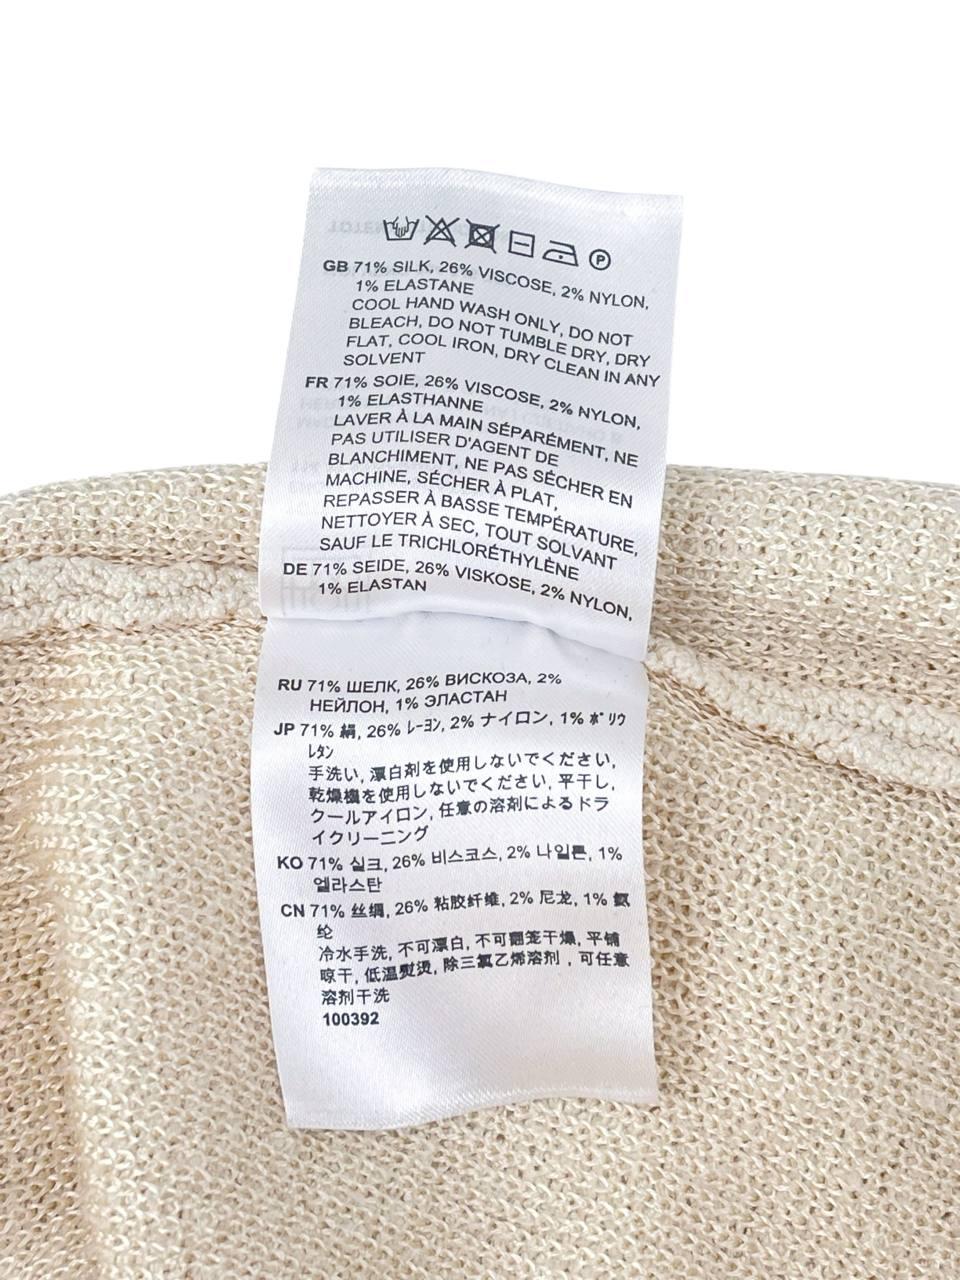 GB 71% SILK, 26% VISCOSE, 2% NYLON,
1% ELASTANE
COOL HAND WASH ONLY, DO NOT
BLEACH, DO NOT TUMBLE DRY, DRY
FLAT, COOL IRON, DRY CLEAN IN ANY
SOLVENT
FR 71% SOIE, 26% VISCOSE, 2% NYLON,
1% ELASTHANNE
LAVER À LA MAIN SÉPARÉMENT, NE
PAS UTILISER D'AGENT DE
BLANCHIMENT, NE PAS SÉCHER EN
MACHINE, SÉCHER À PLAT,
REPASSER À BASSE TEMPÉRATURE,
NETTOYER À SEC, TOUT SOLVANT
SAUF LE TRICHLORÉTHYLÈNE
DE 71% SEIDE, 26% VISKOSE, 2% NYLON,
1% ELASTAN
RU 71% ШЕЛК, 26% ВИСКОЗА, 2%
НЕЙЛОН, 1% ЭЛАСТАН
JP 71% 絹, 26% ﾚｰﾖﾝ, 2% ナイロン, 1% ﾎﾟﾘｳ
ﾚﾀﾝ
手洗い, 漂白剤を使用しないでください,
乾燥機を使用しないでください, 平干し,
クールアイロン, 任意の溶剤によるドラ
イクリーニング
KO 71% 실크, 26% 비스코스, 2% 나일론, 1%
엘라스탄
CN 71% 丝绸, 26% 粘胶纤维, 2% 尼龙, 1% 氨
纶
冷水手洗, 不可漂白, 不可翻笼干燥, 平铺
晾干, 低温熨烫, 除三氯乙烯溶剂 , 可任意
溶剂干洗
100392